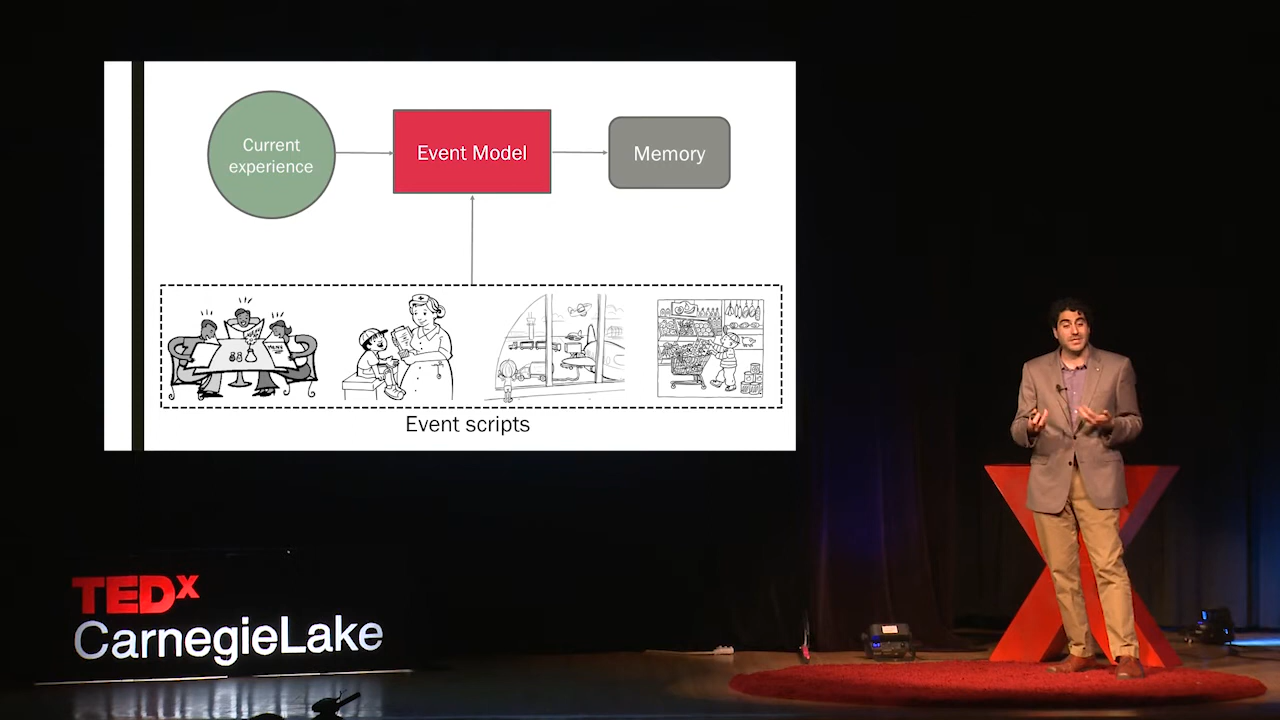 Current
experience
Event Model
Memory
Event scripts
TEDx
CarnegieLake